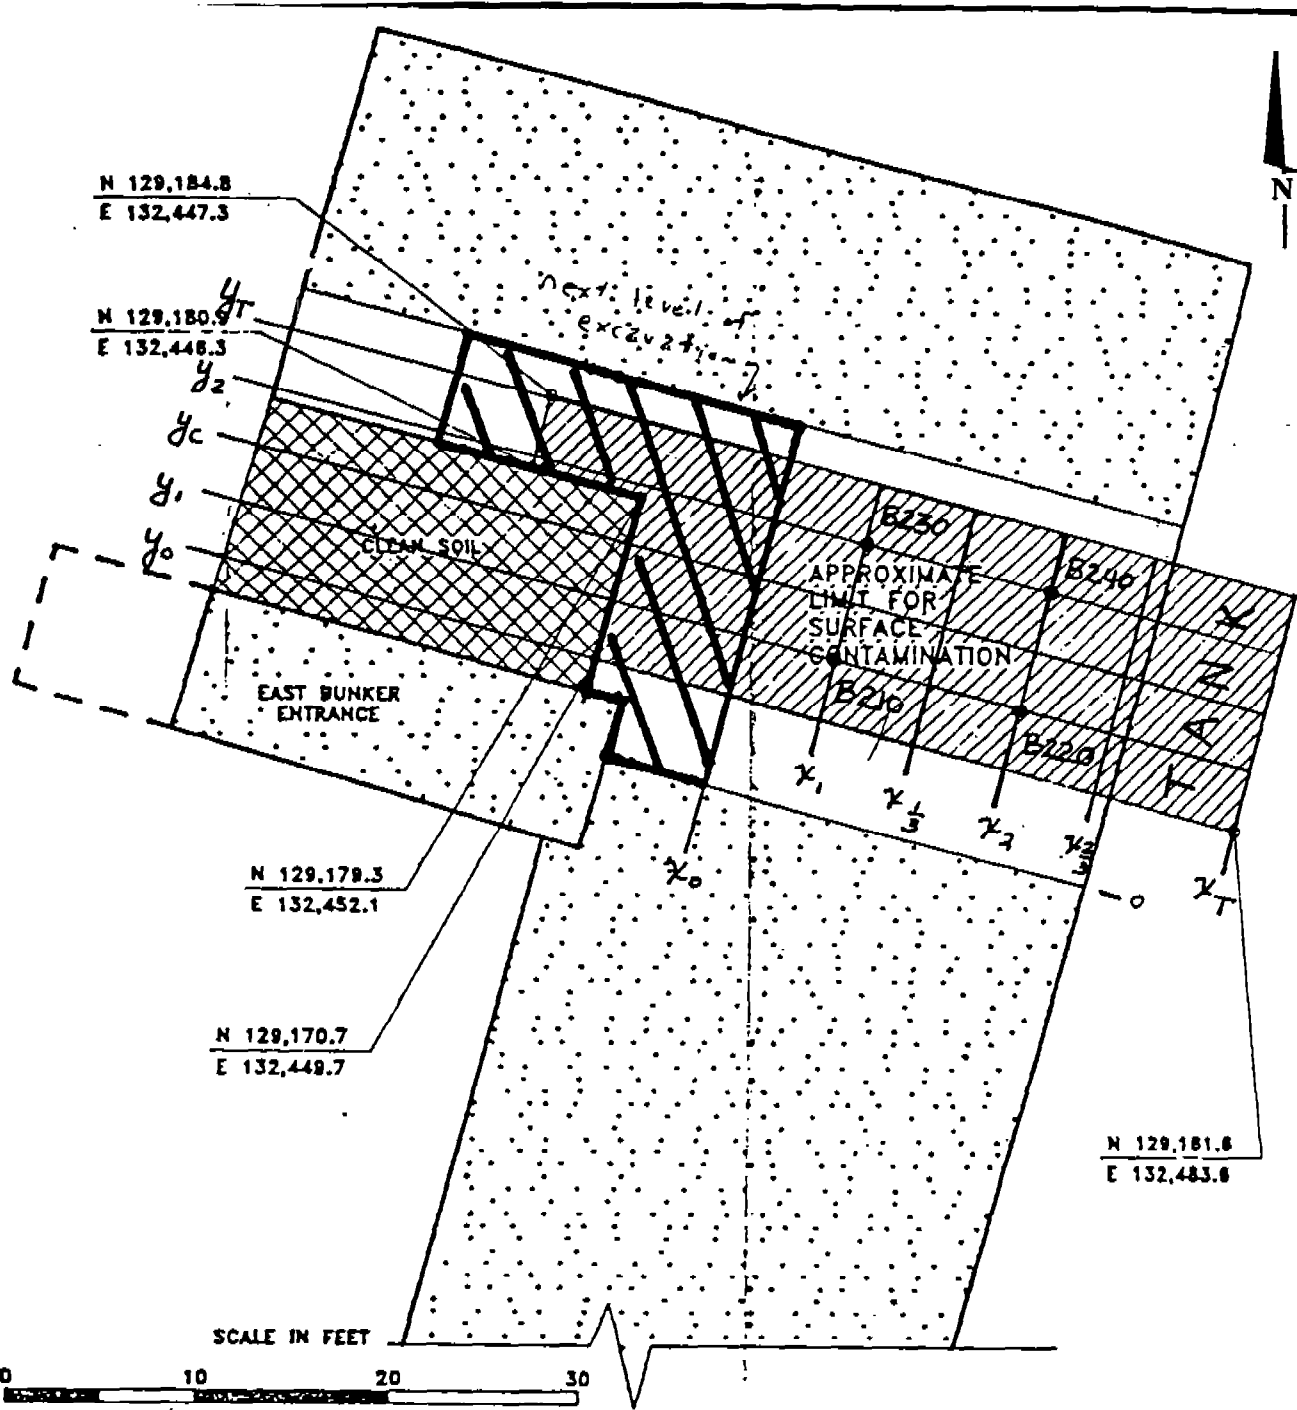 N
N 129,184.8
E 132,447.3
next level of
excavation
yT
N 129,180.9
E 132,446.3
y2
yc
y1
y0
CLEAN SOIL
B230
B240
APPROXIMATE
LIMIT FOR
SURFACE
CONTAMINATION
B210
B220
TANK
EAST BUNKER
ENTRANCE
x0
x1
x1/3
x2
x2/3
xT
N 129,179.3
E 132,452.1
N 129,170.7
E 132,449.7
N 129,161.6
E 132,483.6
SCALE IN FEET
0 10 20 30